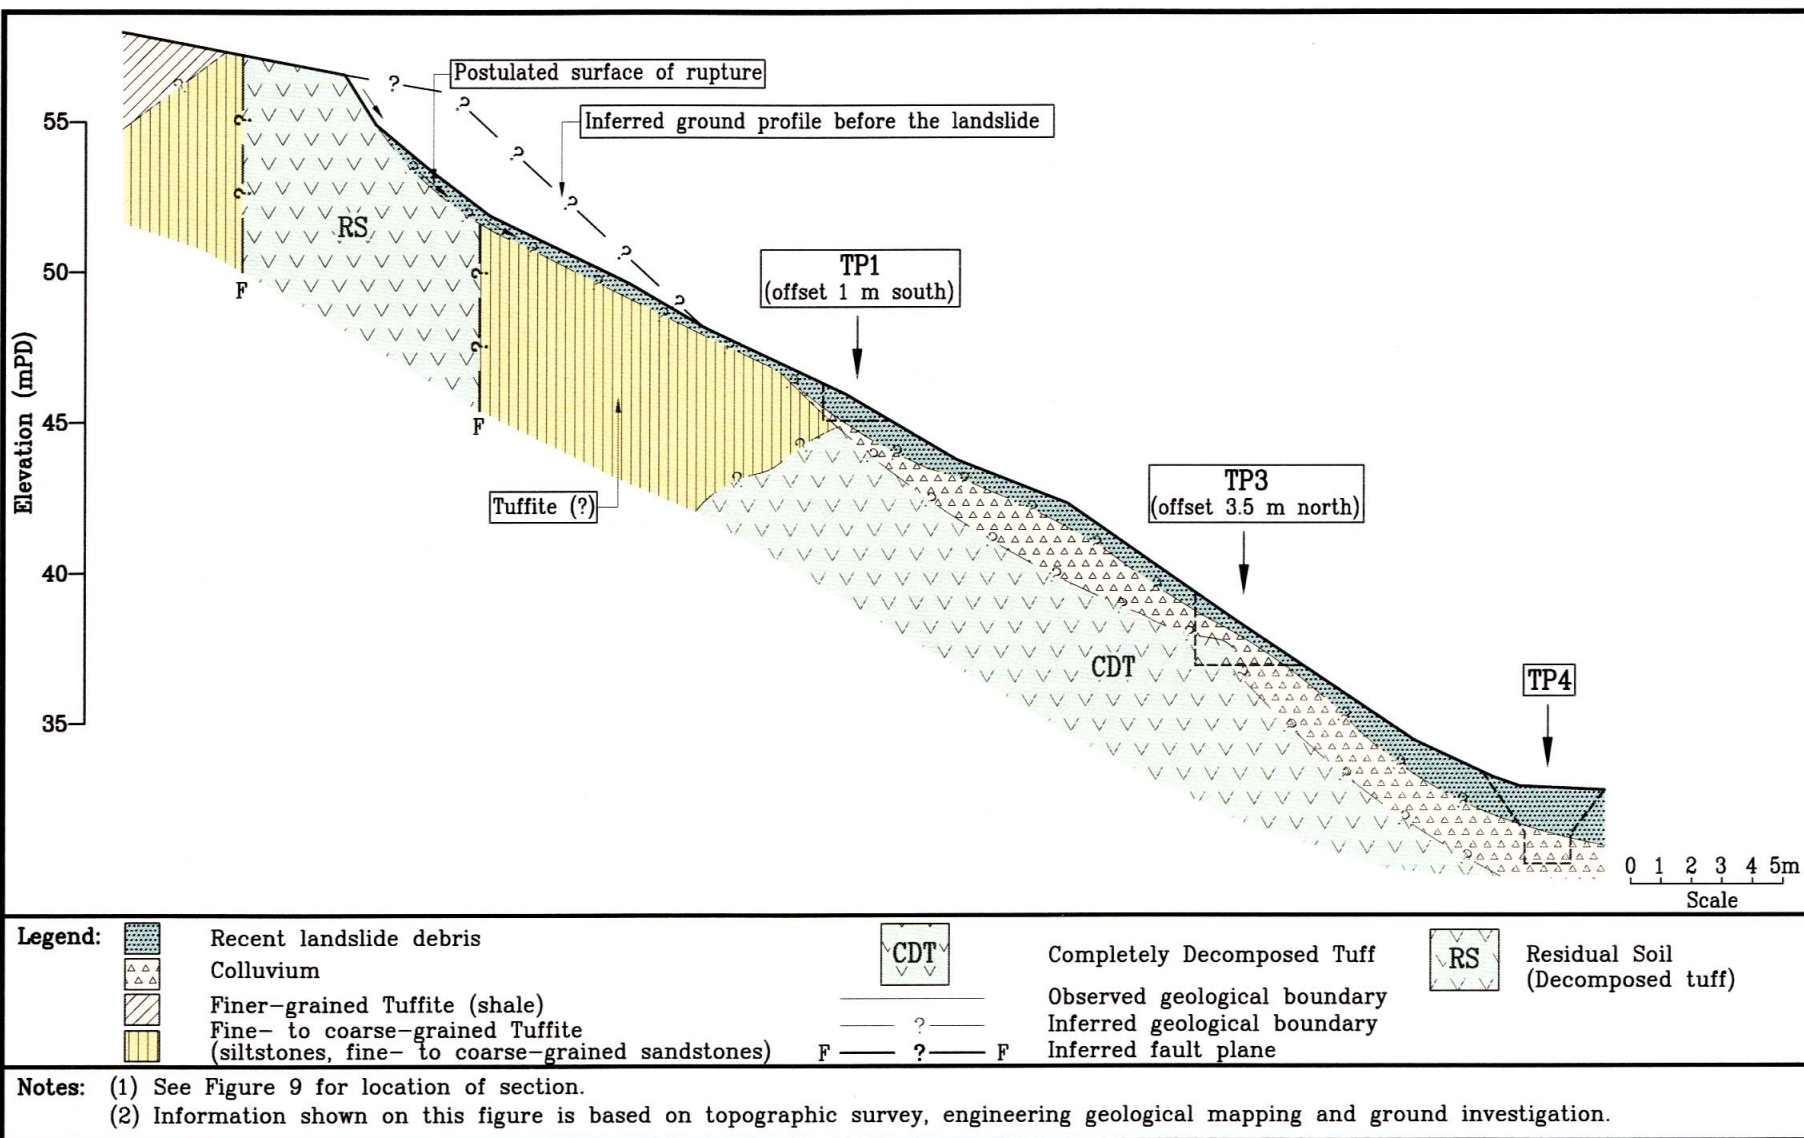 Postulated surface of rupture
Inferred ground profile before the landslide
55
RS
50
F
TP1
(offset 1 m south)
Elevation (mPD)
45
F
TP3
(offset 3.5 m north)
Tuffite (?)
40
CDT
TP4
35
0 1 2 3 4 5m
Scale
Legend:
Recent landslide debris
Colluvium
Finer-grained Tuffite (shale)
Fine- to coarse-grained Tuffite
(siltstones, fine- to coarse-grained sandstones)
CDT
Completely Decomposed Tuff
Observed geological boundary
? Inferred geological boundary
F ? F Inferred fault plane
RS
Residual Soil
(Decomposed tuff)
Notes: (1) See Figure 9 for location of section.
(2) Information shown on this figure is based on topographic survey, engineering geological mapping and ground investigation.